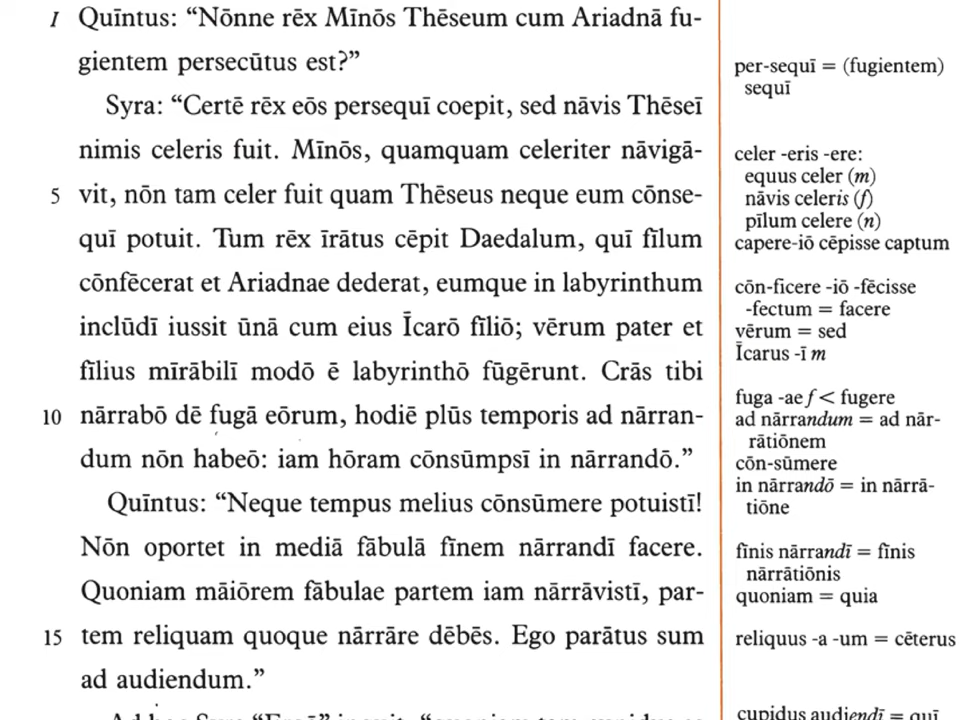 I Quīntus: “Nōnne rēx Mīnōs Thēseum cum Ariadnā fu-
gientem persecūtus est?”
Syra: “Certē rēx eōs persequī coepit, sed nāvis Thēseī
nimis celeris fuit. Mīnōs, quamquam celeriter nāvigā-
5 vit, nōn tam celer fuit quam Thēseus neque eum cōnse-
quī potuit. Tum rēx īrātus cēpit Daedalum, quī fīlum
cōnfēcerat et Ariadnae dederat, eumque in labyrinthum
inclūdī iussit ūnā cum eius Īcarō fīliō; vērum pater et
fīlius mīrābilī modō ē labyrinthō fūgērunt. Crās tibi
10 nārrabō dē fugā eōrum, hodiē plūs temporis ad nārran-
dum nōn habeō: iam hōram cōnsūmpsī in nārrandō.”
Quīntus: “Neque tempus melius cōnsūmere potuistī!
Nōn oportet in mediā fābulā fīnem nārrandī facere.
Quoniam māiōrem fābulae partem iam nārrāvistī, par-
15 tem reliquam quoque nārrāre dēbēs. Ego parātus sum
ad audiendum.”
per-sequī = (fugientem)
sequī
celer -eris -ere:
equus celer (m)
nāvis celeris (f)
pīlum celere (n)
capere-iō cēpisse captum
cōn-ficere -iō -fēcisse
-fectum = facere
vērum = sed
Īcarus -ī m
fuga -ae f < fugere
ad nārrandum = ad nār-
rātiōnem
cōn-sūmere
in nārrandō = in nārrā-
tiōne
fīnis nārrandī = fīnis
nārrātiōnis
quoniam = quia
reliquus -a -um = cēterus
cupidus audiendī = quī